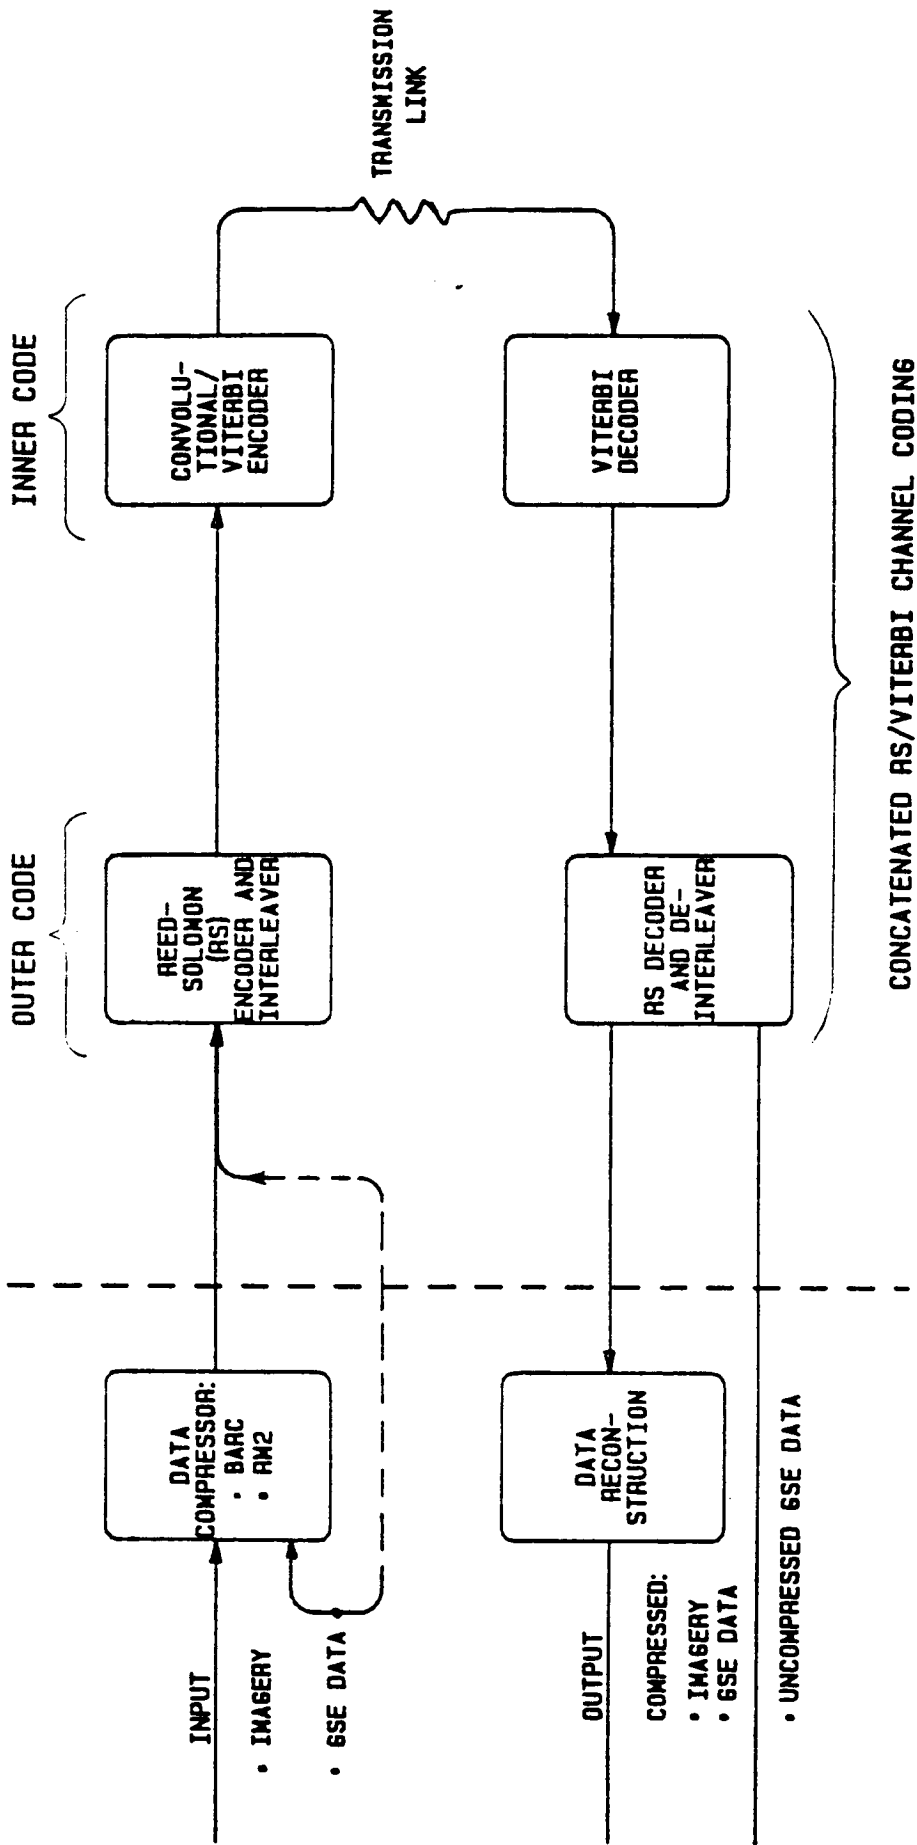 OUTER CODE
INNER CODE
INPUT
• IMAGERY
• GSE DATA
DATA
COMPRESSOR:
• BARC
• RM2
REED-
SOLOMON
(RS)
ENCODER AND
INTERLEAVER
CONVOLU-
TIONAL/
VITERBI
ENCODER
TRANSMISSION
LINK
OUTPUT
COMPRESSED:
• IMAGERY
• GSE DATA
• UNCOMPRESSED GSE DATA
DATA
RECON-
STRUCTION
RS DECODER
AND DE-
INTERLEAVER
VITERBI
DECODER
CONCATENATED RS/VITERBI CHANNEL CODING